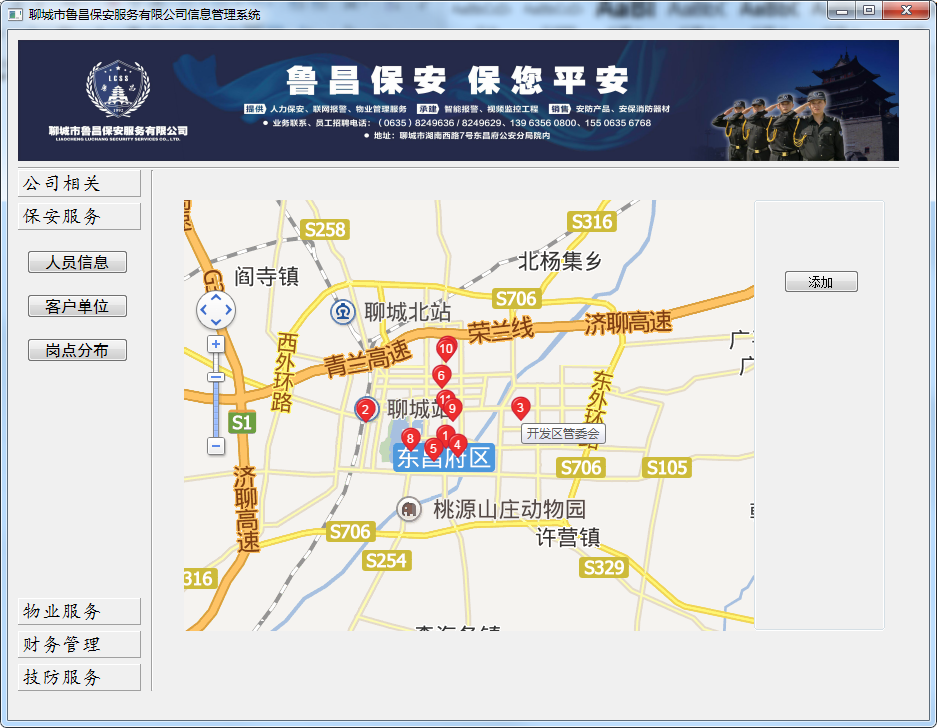 聊城市鲁昌保安服务有限公司信息管理系统
LCSS
鲁 昌
聊城市鲁昌保安服务有限公司
LIAOCHENG LUCHANG SECURITY SERVICES CO.,LTD.
鲁昌保安 保您平安
提供 人力保安、联网报警、物业管理服务 承建 智能报警、视频监控工程 销售 安防产品、安保消防器材
● 业务联系、员工招聘电话：（0635）8249636 / 8249629、139 6356 0800、155 0635 6768
● 地址：聊城市湖南西路7号东昌府公安分局院内
公司相关
保安服务
人员信息
客户单位
岗点分布
物业服务
财务管理
技防服务
添加
S258
S316
北杨集乡
阎寺镇
S706
聊城北站
荣兰线
济聊高速
青兰高速
西外环路
10
6
11
9
2
聊城站
3
东外环
S1
开发区管委会
8
1
5
4
东昌府区
S706
S105
济聊高速
桃源山庄动物园
S706
许营镇
S254
S329
316